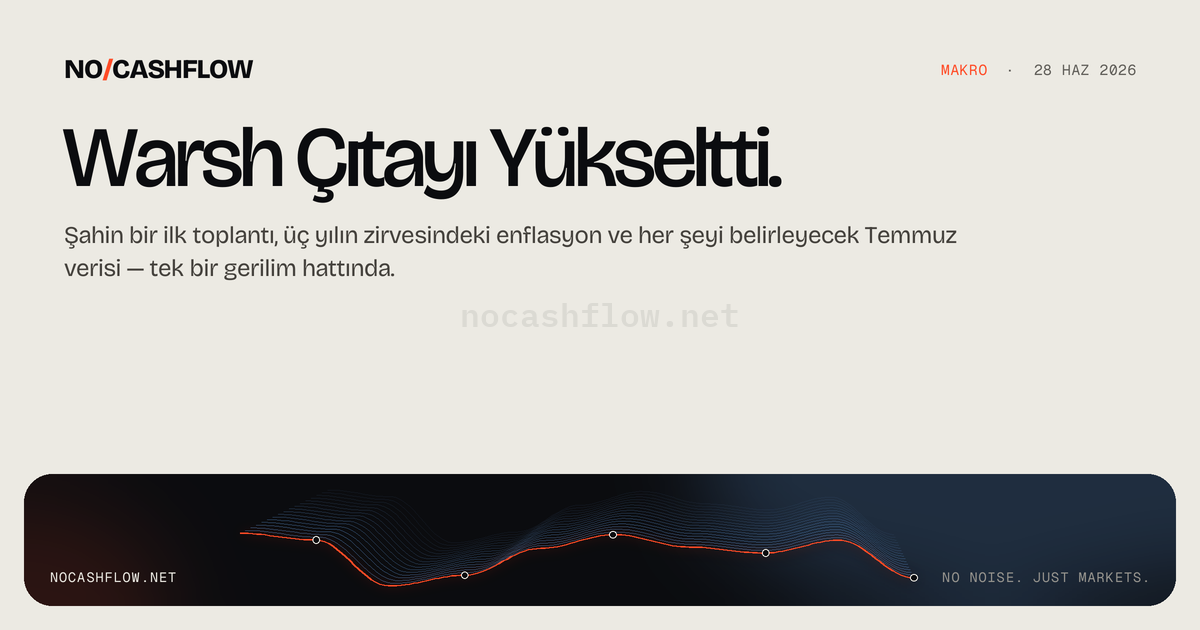 NO/CASHFLOW
MAKRO · 28 HAZ 2026
Warsh Çıtayı Yükseltti.
Şahin bir ilk toplantı, üç yılın zirvesindeki enflasyon ve her şeyi belirleyecek Temmuz
verisi — tek bir gerilim hattında.
nocashflow.net
NOCASHFLOW.NET
NO NOISE. JUST MARKETS.